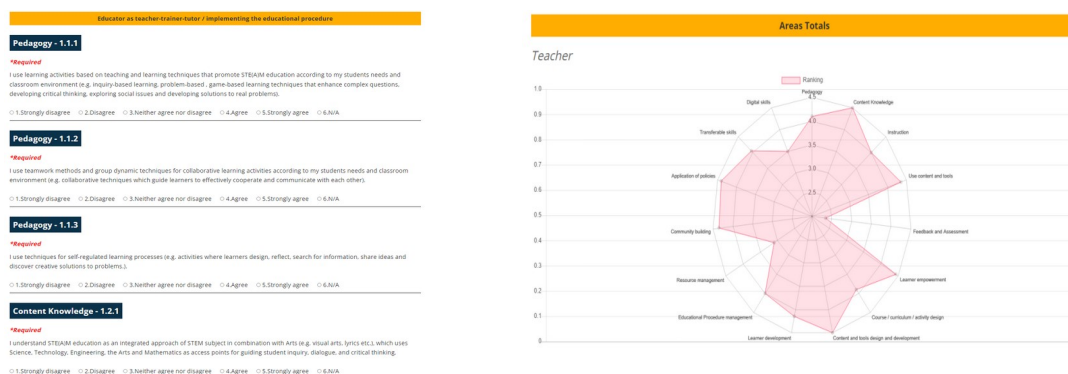 Educator as teacher-trainer-tutor / implementing the educational procedure
Pedagogy - 1.1.1
*Required
I use learning activities based on teaching and learning techniques that promote STE(A)M education according to my students needs and
classroom environment (e.g. inquiry-based learning, problem-based , game-based learning techniques that enhance complex questions,
developing critical thinking, exploring social issues and developing solutions to real problems).
1.Strongly disagree 2.Disagree 3.Neither agree nor disagree 4.Agree 5.Strongly agree 6.N/A
Pedagogy - 1.1.2
*Required
I use teamwork methods and group dynamic techniques for collaborative learning activities according to my students needs and classroom
environment (e.g. collaborative techniques which guide learners to effectively cooperate and communicate with each other).
1.Strongly disagree 2.Disagree 3.Neither agree nor disagree 4.Agree 5.Strongly agree 6.N/A
Pedagogy - 1.1.3
*Required
I use techniques for self-regulated learning processes (e.g. activities where learners design, reflect, search for information, share ideas and
discover creative solutions to problems.).
1.Strongly disagree 2.Disagree 3.Neither agree nor disagree 4.Agree 5.Strongly agree 6.N/A
Content Knowledge - 1.2.1
*Required
I understand STE(A)M education as an integrated approach of STEM subject in combination with Arts (e.g. visual arts, lyrics etc.), which uses
Science, Technology, Engineering, the Arts and Mathematics as access points for guiding student inquiry, dialogue, and critical thinking.
1.Strongly disagree 2.Disagree 3.Neither agree nor disagree 4.Agree 5.Strongly agree 6.N/A
Areas Totals
Teacher
Ranking
1.0
0.9
0.8
0.7
0.6
0.5
0.4
0.3
0.2
0.1
0
Pedagogy
4.5
4.0
3.5
3.0
2.5
Content Knowledge
Instruction
Use content and tools
Feedback and Assessment
Learner empowerment
Course / curriculum / activity design
Content and tools design and development
Learner development
Educational Procedure management
Resource management
Community building
Application of policies
Transferable skills
Digital skills